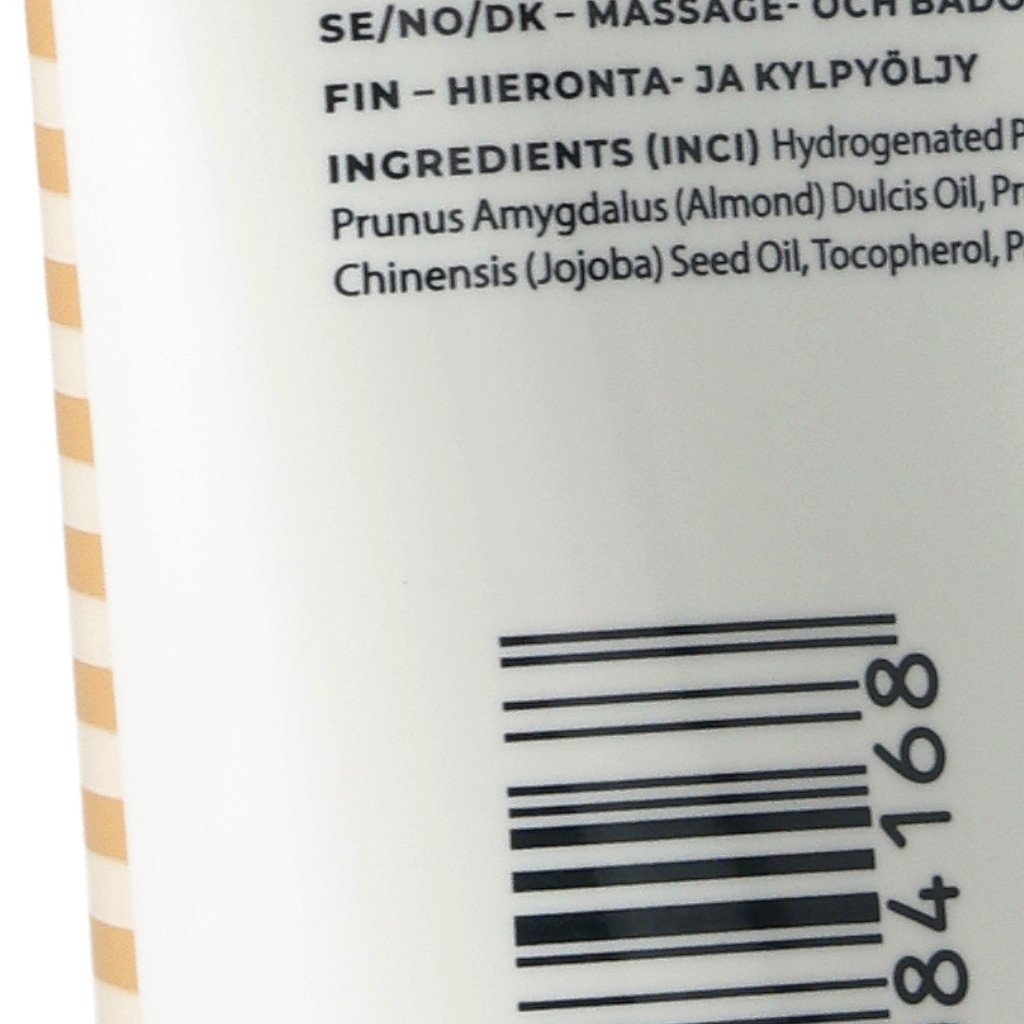 SE/NO/DK – MASSAGE- OCH
FIN – HIERONTA- JA KYLPYÖLJY
INGREDIENTS (INCI) Hydrogenated
Prunus Amygdalus (Almond) Dulcis Oil,
Chinensis (Jojoba) Seed Oil, Tocopherol,
84168